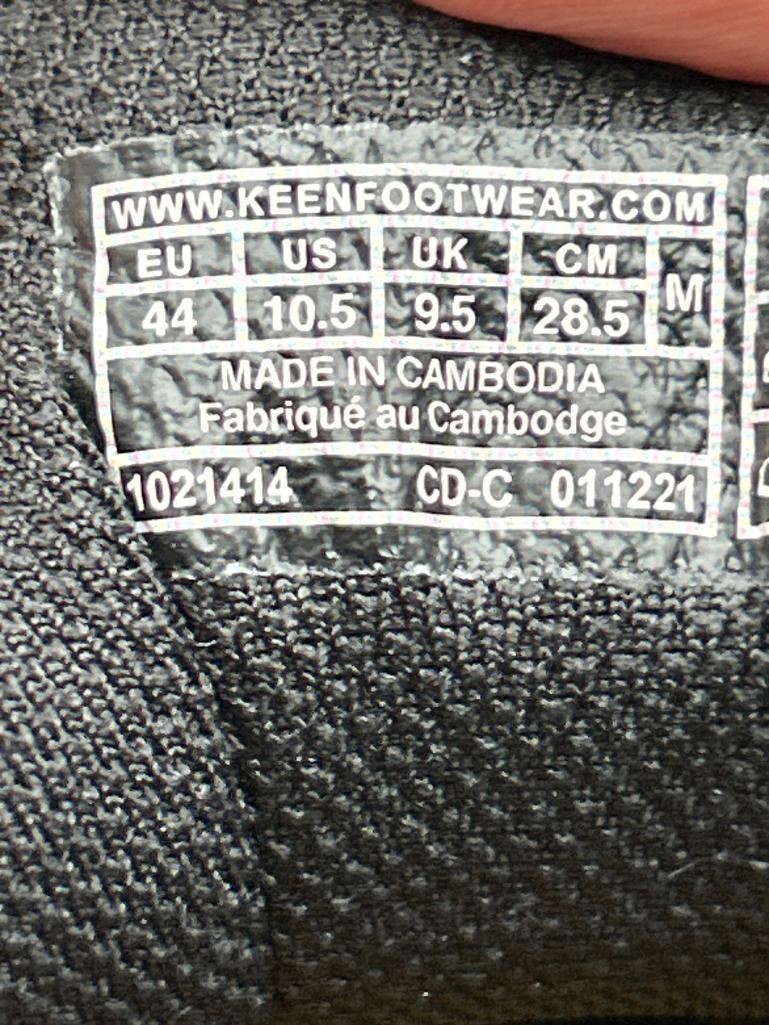 WWW.KEENFOOTWEAR.COM
EU US UK CM M
44 10.5 9.5 28.5
MADE IN CAMBODIA
Fabriqué au Cambodge
1021414 CD-C 011221